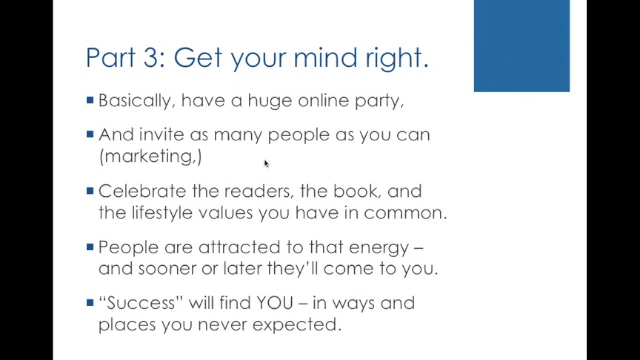 Part 3: Get your mind right.
Basically, have a huge online party,
And invite as many people as you can
(marketing,)
Celebrate the readers, the book, and
the lifestyle values you have in common.
People are attracted to that energy –
and sooner or later they’ll come to you.
“Success” will find YOU – in ways and
places you never expected.